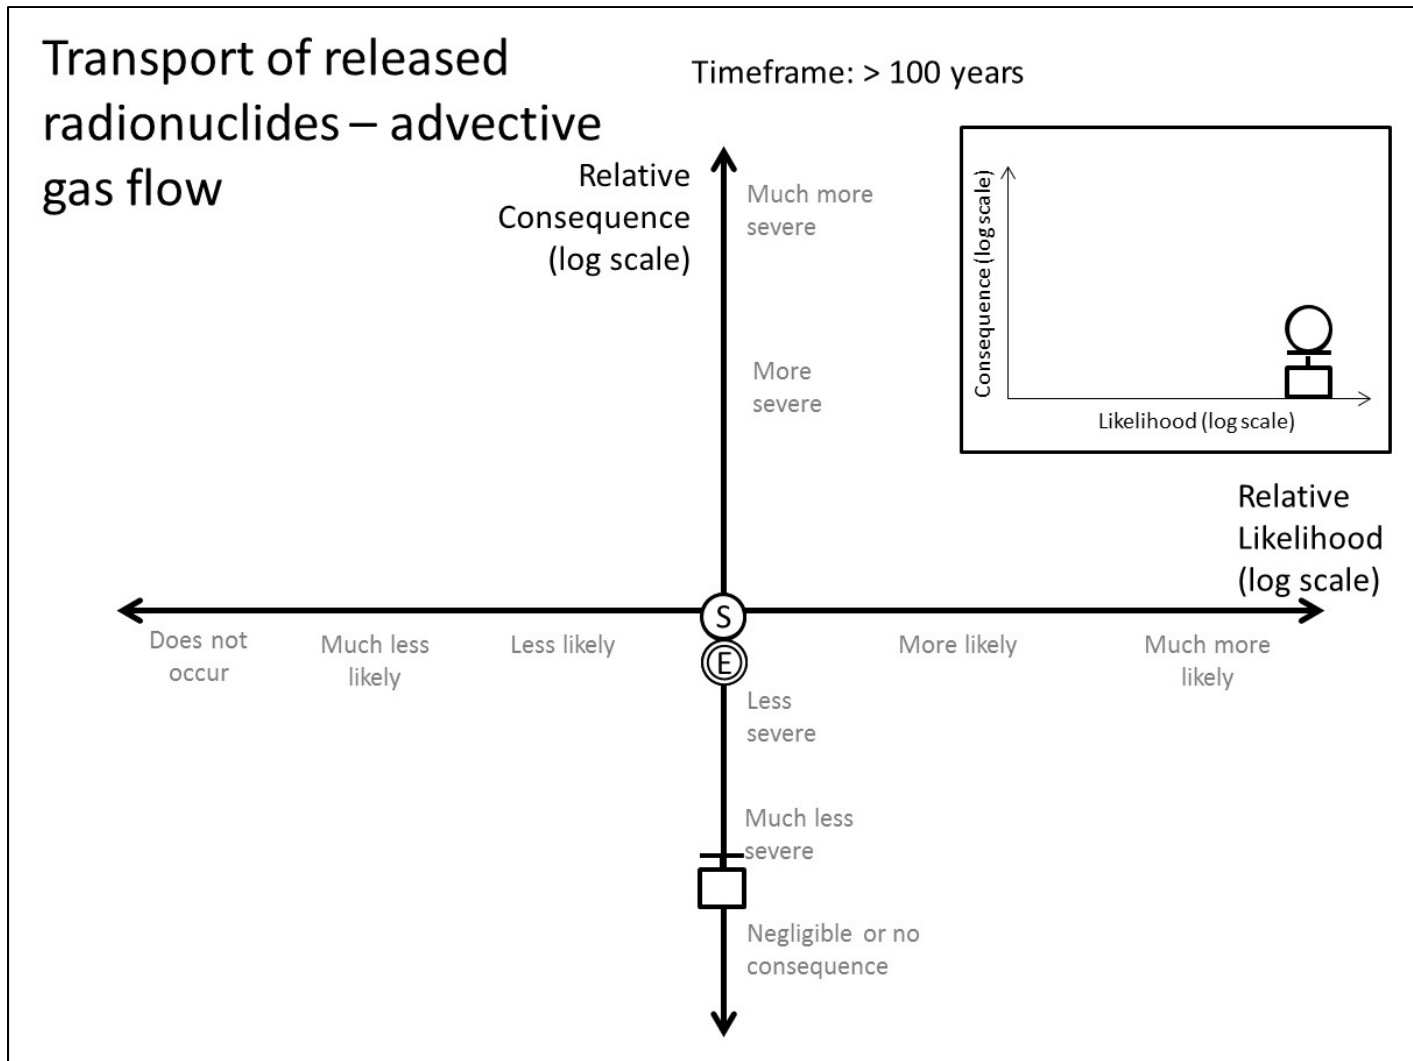 Transport of released
radionuclides – advective
gas flow
Timeframe: > 100 years
Relative
Consequence
(log scale)
Much more
severe
More
severe
Consequence (log scale)
Likelihood (log scale)
Relative
Likelihood
(log scale)
S
E
Does not
occur
Much less
likely
Less likely
More likely
Much more
likely
Less
severe
Much less
severe
Negligible or no
consequence